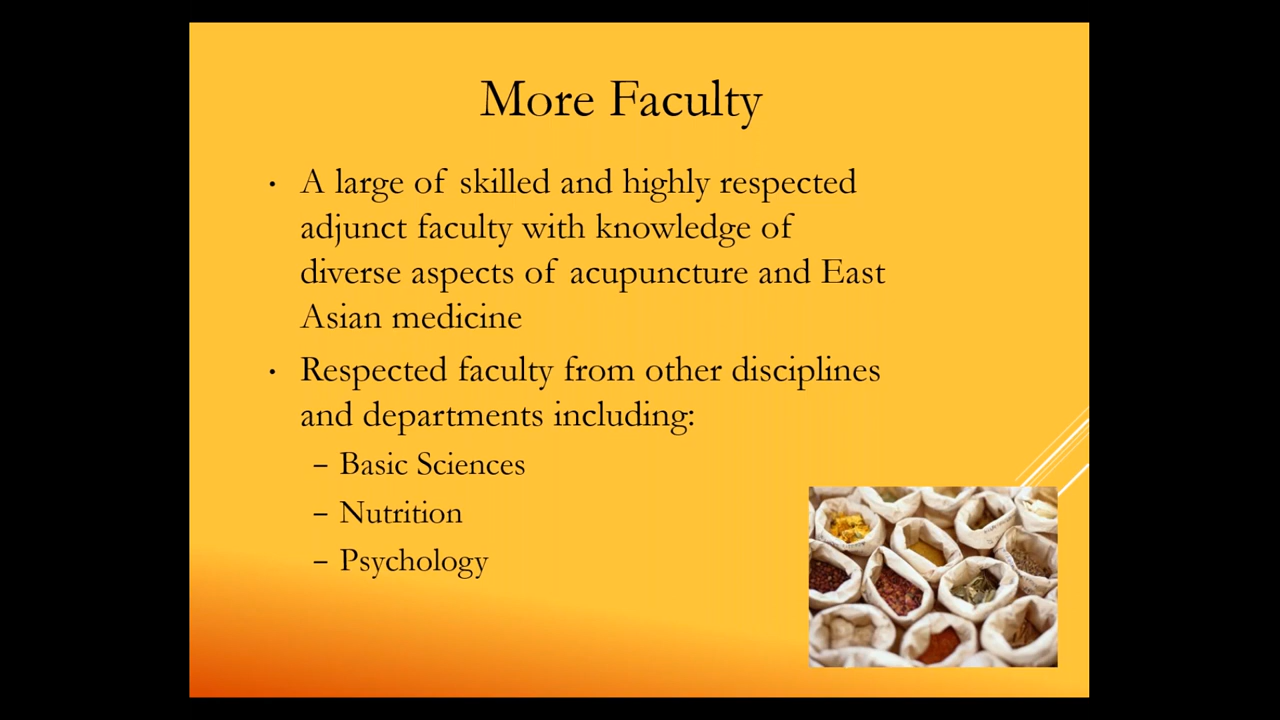 More Faculty
• A large of skilled and highly respected
adjunct faculty with knowledge of
diverse aspects of acupuncture and East
Asian medicine
• Respected faculty from other disciplines
and departments including:
– Basic Sciences
– Nutrition
– Psychology